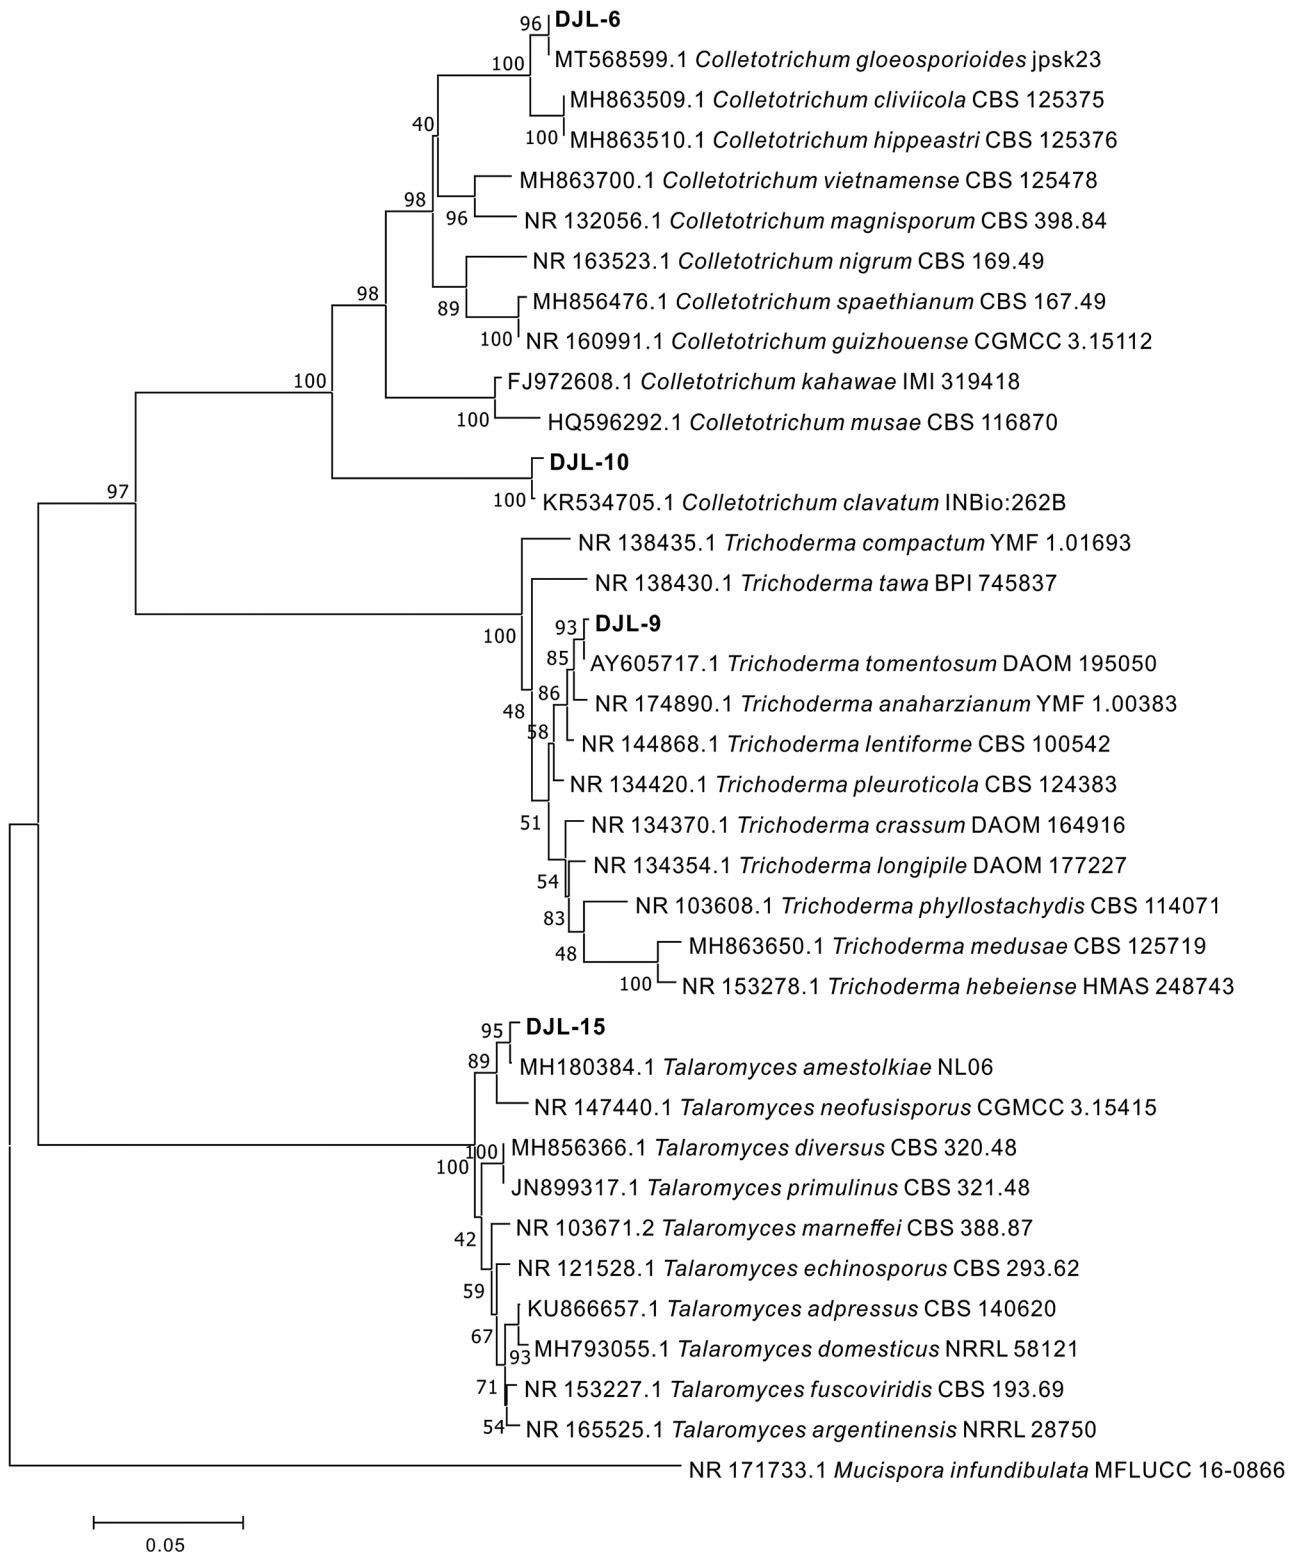 96 DJL-6
MT568599.1 Colletotrichum gloeosporioides jpsk23
100
MH863509.1 Colletotrichum cliviicola CBS 125375
40
100 MH863510.1 Colletotrichum hippeastri CBS 125376
MH863700.1 Colletotrichum vietnamense CBS 125478
98
96 NR 132056.1 Colletotrichum magnisporum CBS 398.84
NR 163523.1 Colletotrichum nigrum CBS 169.49
98
89 MH856476.1 Colletotrichum spaethianum CBS 167.49
100 NR 160991.1 Colletotrichum guizhouense CGMCC 3.15112
100 FJ972608.1 Colletotrichum kahawae IMI 319418
100 HQ596292.1 Colletotrichum musae CBS 116870
DJL-10
97
100 KR534705.1 Colletotrichum clavatum INBio:262B
NR 138435.1 Trichoderma compactum YMF 1.01693
NR 138430.1 Trichoderma tawa BPI 745837
93 DJL-9
100
85 AY605717.1 Trichoderma tomentosum DAOM 195050
86 NR 174890.1 Trichoderma anaharzianum YMF 1.00383
48
58 NR 144868.1 Trichoderma lentiforme CBS 100542
NR 134420.1 Trichoderma pleuroticola CBS 124383
51 NR 134370.1 Trichoderma crassum DAOM 164916
NR 134354.1 Trichoderma longipile DAOM 177227
54
NR 103608.1 Trichoderma phyllostachydis CBS 114071
83
48 MH863650.1 Trichoderma medusae CBS 125719
100 NR 153278.1 Trichoderma hebeiense HMAS 248743
95 DJL-15
89 MH180384.1 Talaromyces amestolkiae NL06
NR 147440.1 Talaromyces neofusisporus CGMCC 3.15415
100 MH856366.1 Talaromyces diversus CBS 320.48
100
JN899317.1 Talaromyces primulinus CBS 321.48
42 NR 103671.2 Talaromyces marneffei CBS 388.87
NR 121528.1 Talaromyces echinosporus CBS 293.62
59
KU866657.1 Talaromyces adpressus CBS 140620
67
93 MH793055.1 Talaromyces domesticus NRRL 58121
71 NR 153227.1 Talaromyces fuscoviridis CBS 193.69
54 NR 165525.1 Talaromyces argentinensis NRRL 28750
NR 171733.1 Mucispora infundibulata MFLUCC 16-0866
0.05